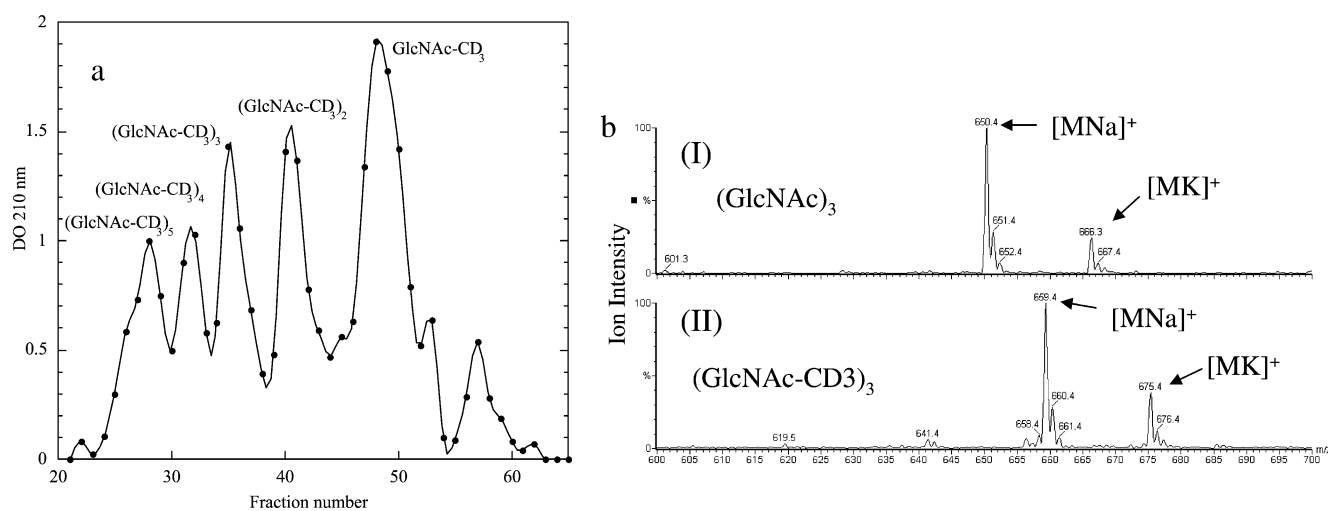 a
2
1.5
1
0.5
0
DO 210 nm
20 30 40 50 60
Fraction number
(GlcNAc-CD3)5
(GlcNAc-CD3)4
(GlcNAc-CD3)3
(GlcNAc-CD3)2
GlcNAc-CD3
b
Ion Intensity
(I)
(GlcNAc)3
100
%
0
601.3
650.4
651.4
652.4
666.3
667.4
[MNa]+
[MK]+
(II)
(GlcNAc-CD3)3
100
%
0
619.5
641.4
658.4
659.4
660.4
661.4
675.4
676.4
[MNa]+
[MK]+
600 605 610 615 620 625 630 635 640 645 650 655 660 665 670 675 680 685 690 695 700